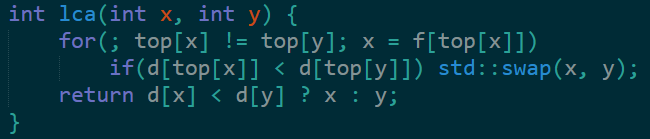 int lca(int x, int y) {
for(; top[x] != top[y]; x = f[top[x]])
if(d[top[x]] < d[top[y]]) std::swap(x, y);
return d[x] < d[y] ? x : y;
}